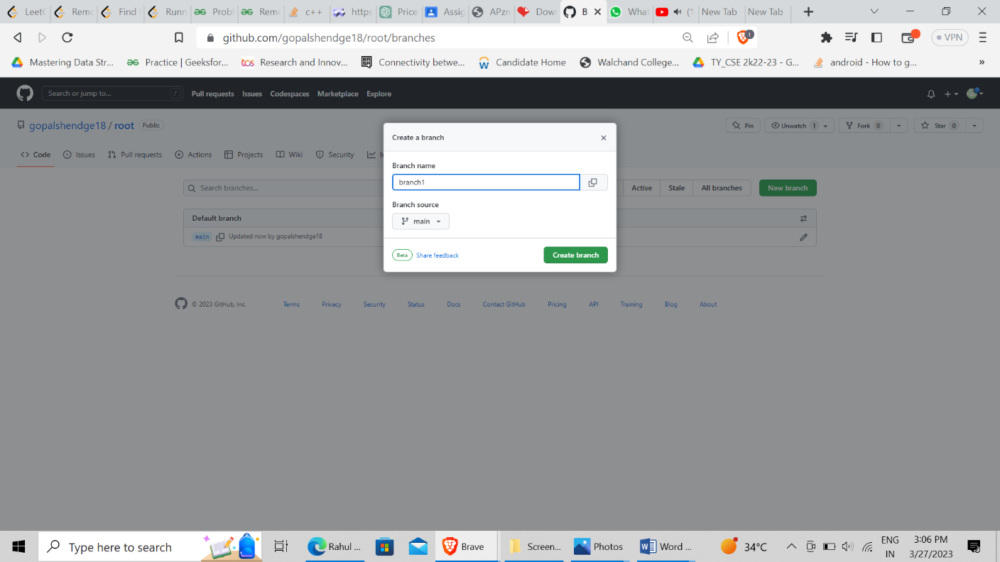 LeetC Remo Find Runn Probl Remo c++ https Price Assig APzn Dow B What (1 New Tab New Tab
github.com/gopalshendge18/root/branches 1 VPN
Mastering Data Str... Practice | Geeksfor... tcs Research and Innov... Connectivity betwe... Candidate Home Walchand College... TY_CSE 2k22-23 - G... android - How to g... »
Search or jump to... / Pull requests Issues Codespaces Marketplace Explore
gopalshendge18 / root Public Pin Unwatch 1 Fork 0 Star 0
Code Issues Pull requests Actions Projects Wiki Security
Create a branch
Branch name
branch1
Branch source
main
Beta Share feedback Create branch
Search branches... Active Stale All branches New branch
Default branch
main Updated now by gopalshendge18
© 2023 GitHub, Inc. Terms Privacy Security Status Docs Contact GitHub Pricing API Training Blog About
Type here to search Rahul ... Brave Screen... Photos Word ... 34°C ENG 3:06 PM
IN 3/27/2023